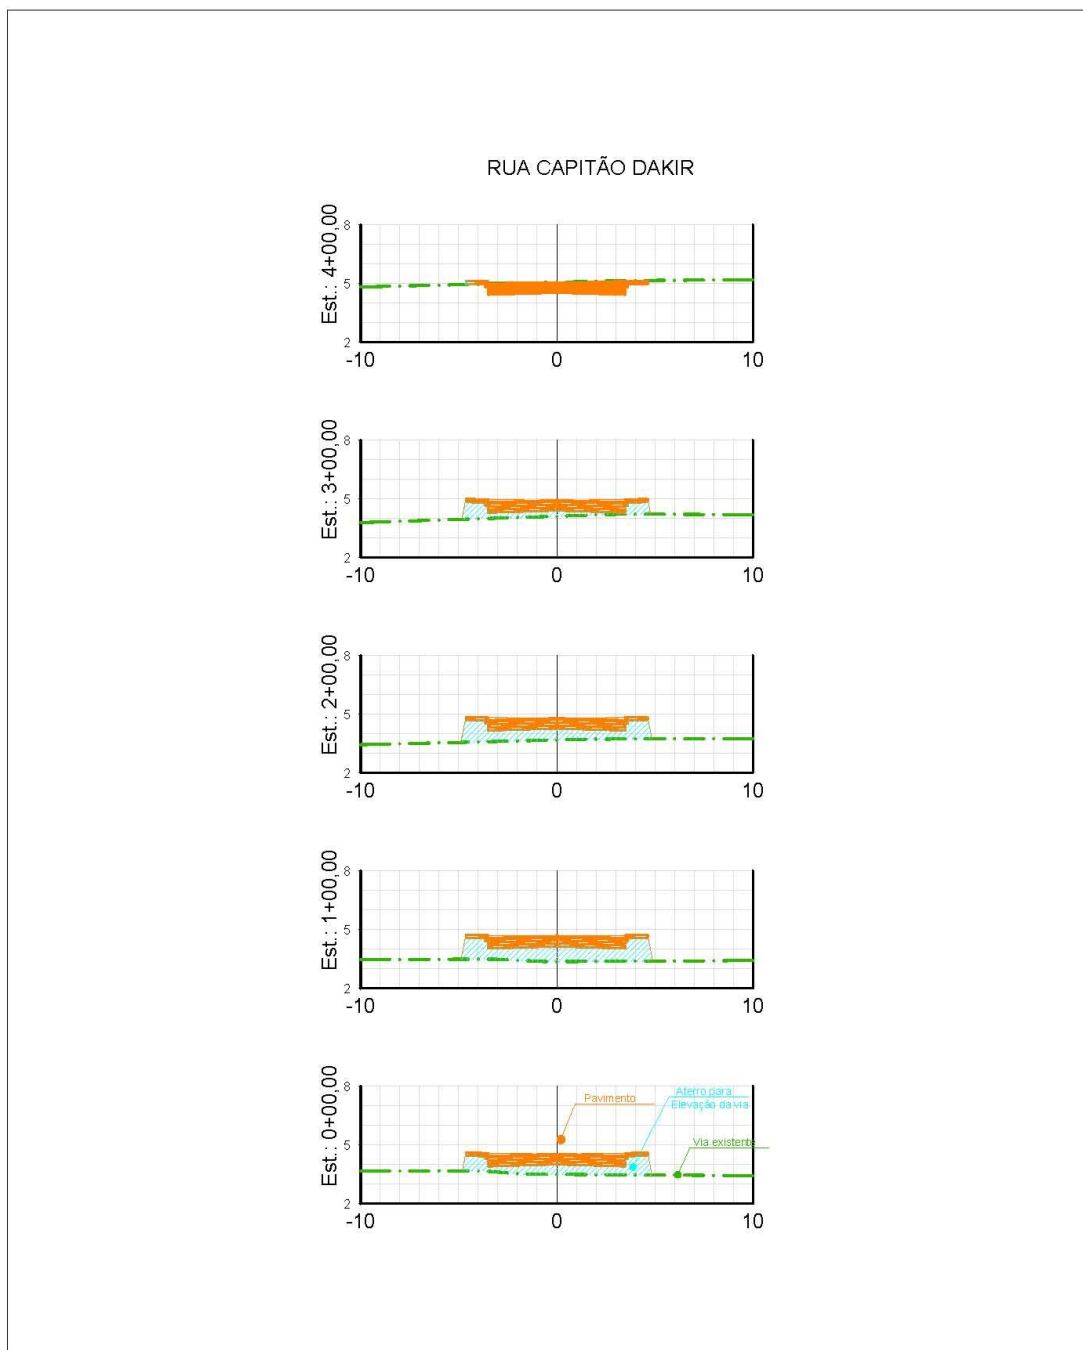 RUA CAPITÃO DAKIR
Est.: 4+00,00
8
5
2
-10 0 10
Est.: 3+00,00
8
5
2
-10 0 10
Est.: 2+00,00
8
5
2
-10 0 10
Est.: 1+00,00
8
5
2
-10 0 10
Est.: 0+00,00
8
5
2
Pavimento
Aterro para
Elevação da via
Via existente
-10 0 10